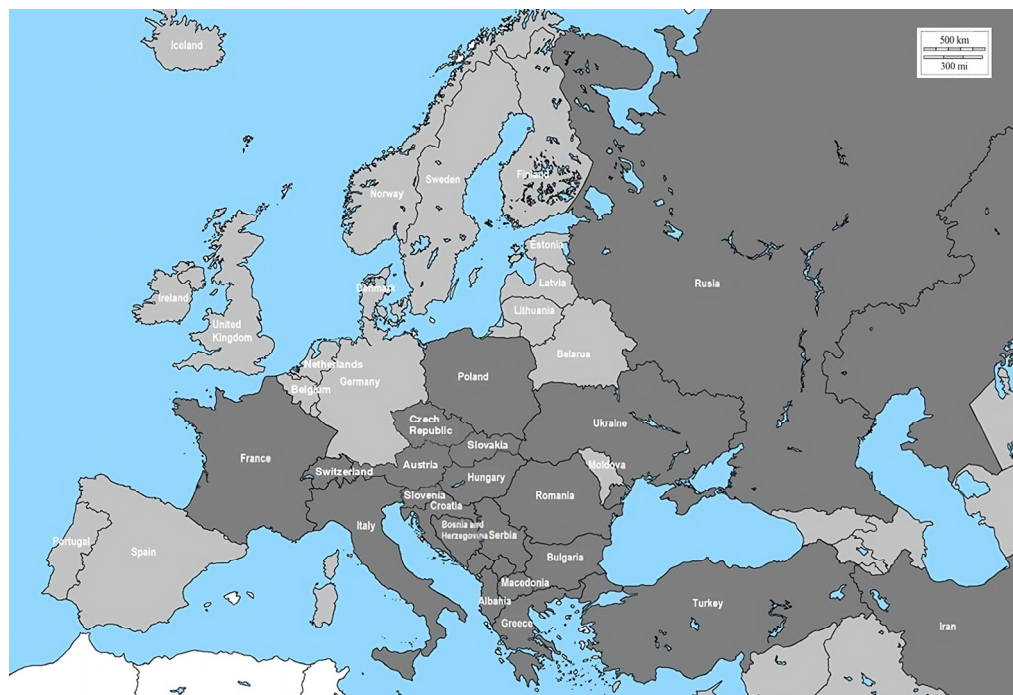 Iceland
500 km
300 mi
Finland
Sweden
Norway
Estonia
Rusia
Latvia
Denmark
Ireland
Lithuania
United
Kingdom
Belarus
Netherlands
Poland
Germany
Belgium
Czech
Republic
Ukraine
Slovakia
France
Austria
Moldova
Switzerland
Hungary
Slovenia
Romania
Croatia
Italy
Bosnia and
Herzegovina
Serbia
Portugal
Spain
Bulgaria
Macedonia
Albania
Turkey
Greece
Iran